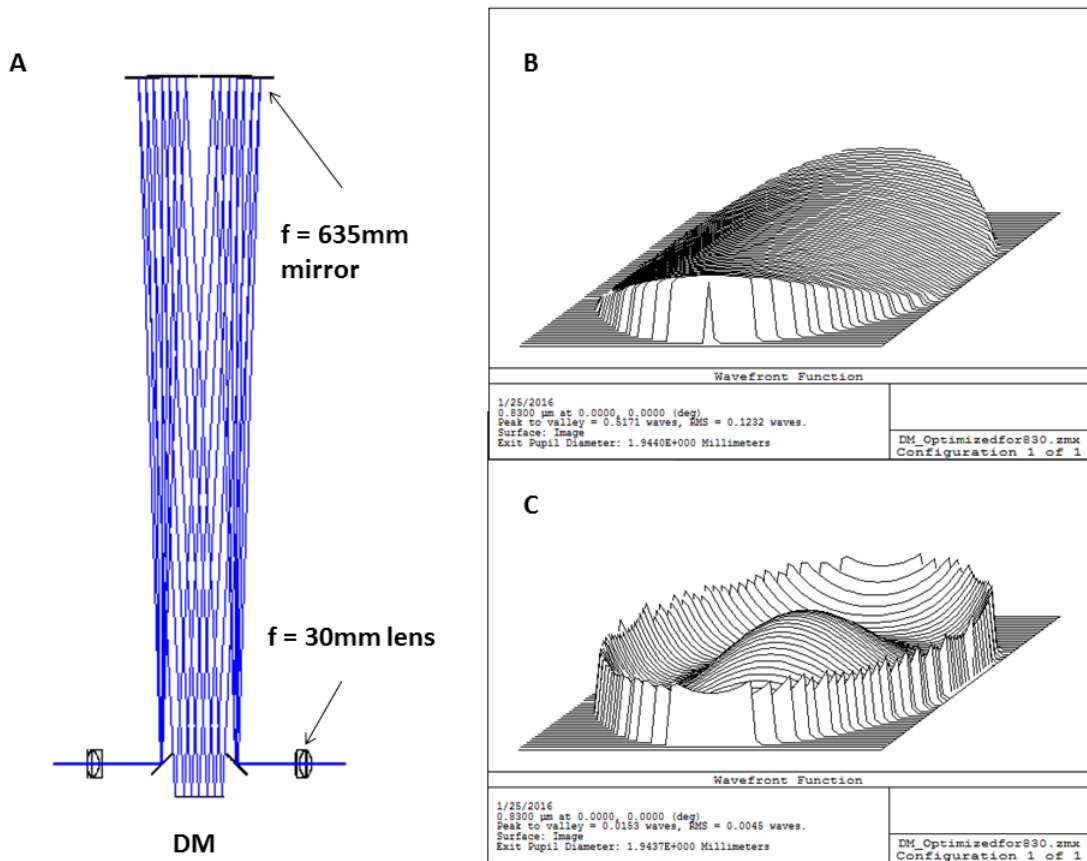 A
f = 635mm
mirror
f = 30mm lens
DM
B
Wavefront Function
1/25/2016
0.8300 µm at 0.0000, 0.0000 (deg)
Peak to valley = 0.5171 waves, RMS = 0.1232 waves.
Surface: Image
Exit Pupil Diameter: 1.9440E+000 Millimeters
DM_Optimizedfor830.zmx
Configuration 1 of 1
C
Wavefront Function
1/25/2016
0.8300 µm at 0.0000, 0.0000 (deg)
Peak to valley = 0.0153 waves, RMS = 0.0045 waves.
Surface: Image
Exit Pupil Diameter: 1.9437E+000 Millimeters
DM_Optimizedfor830.zmx
Configuration 1 of 1